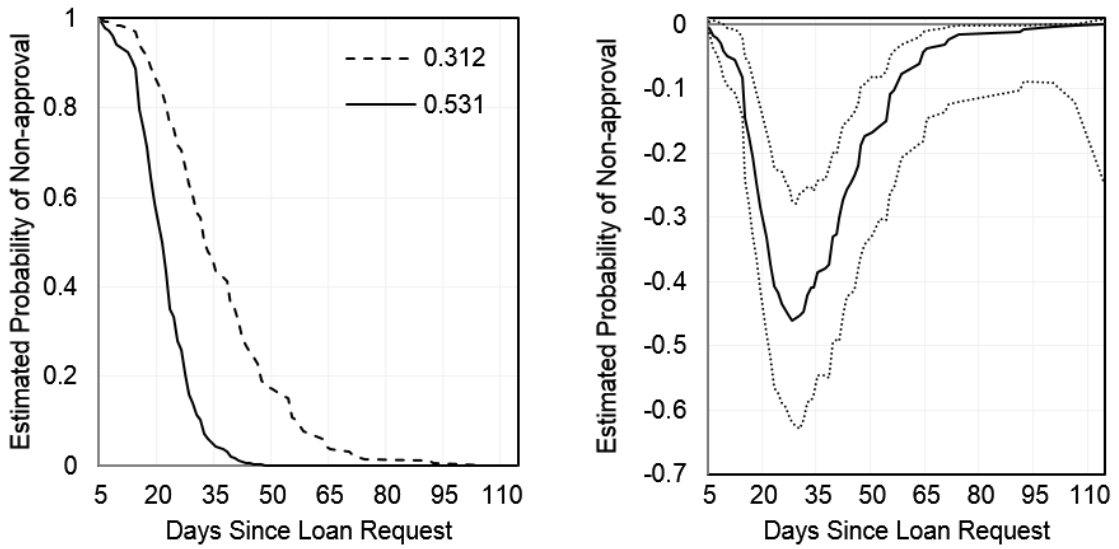 Estimated Probability of Non-approval
1
0.8
0.6
0.4
0.2
0
0.312
0.531
5 20 35 50 65 80 95 110
Days Since Loan Request
Estimated Probability of Non-approval
0
-0.1
-0.2
-0.3
-0.4
-0.5
-0.6
-0.7
5 20 35 50 65 80 95 110
Days Since Loan Request